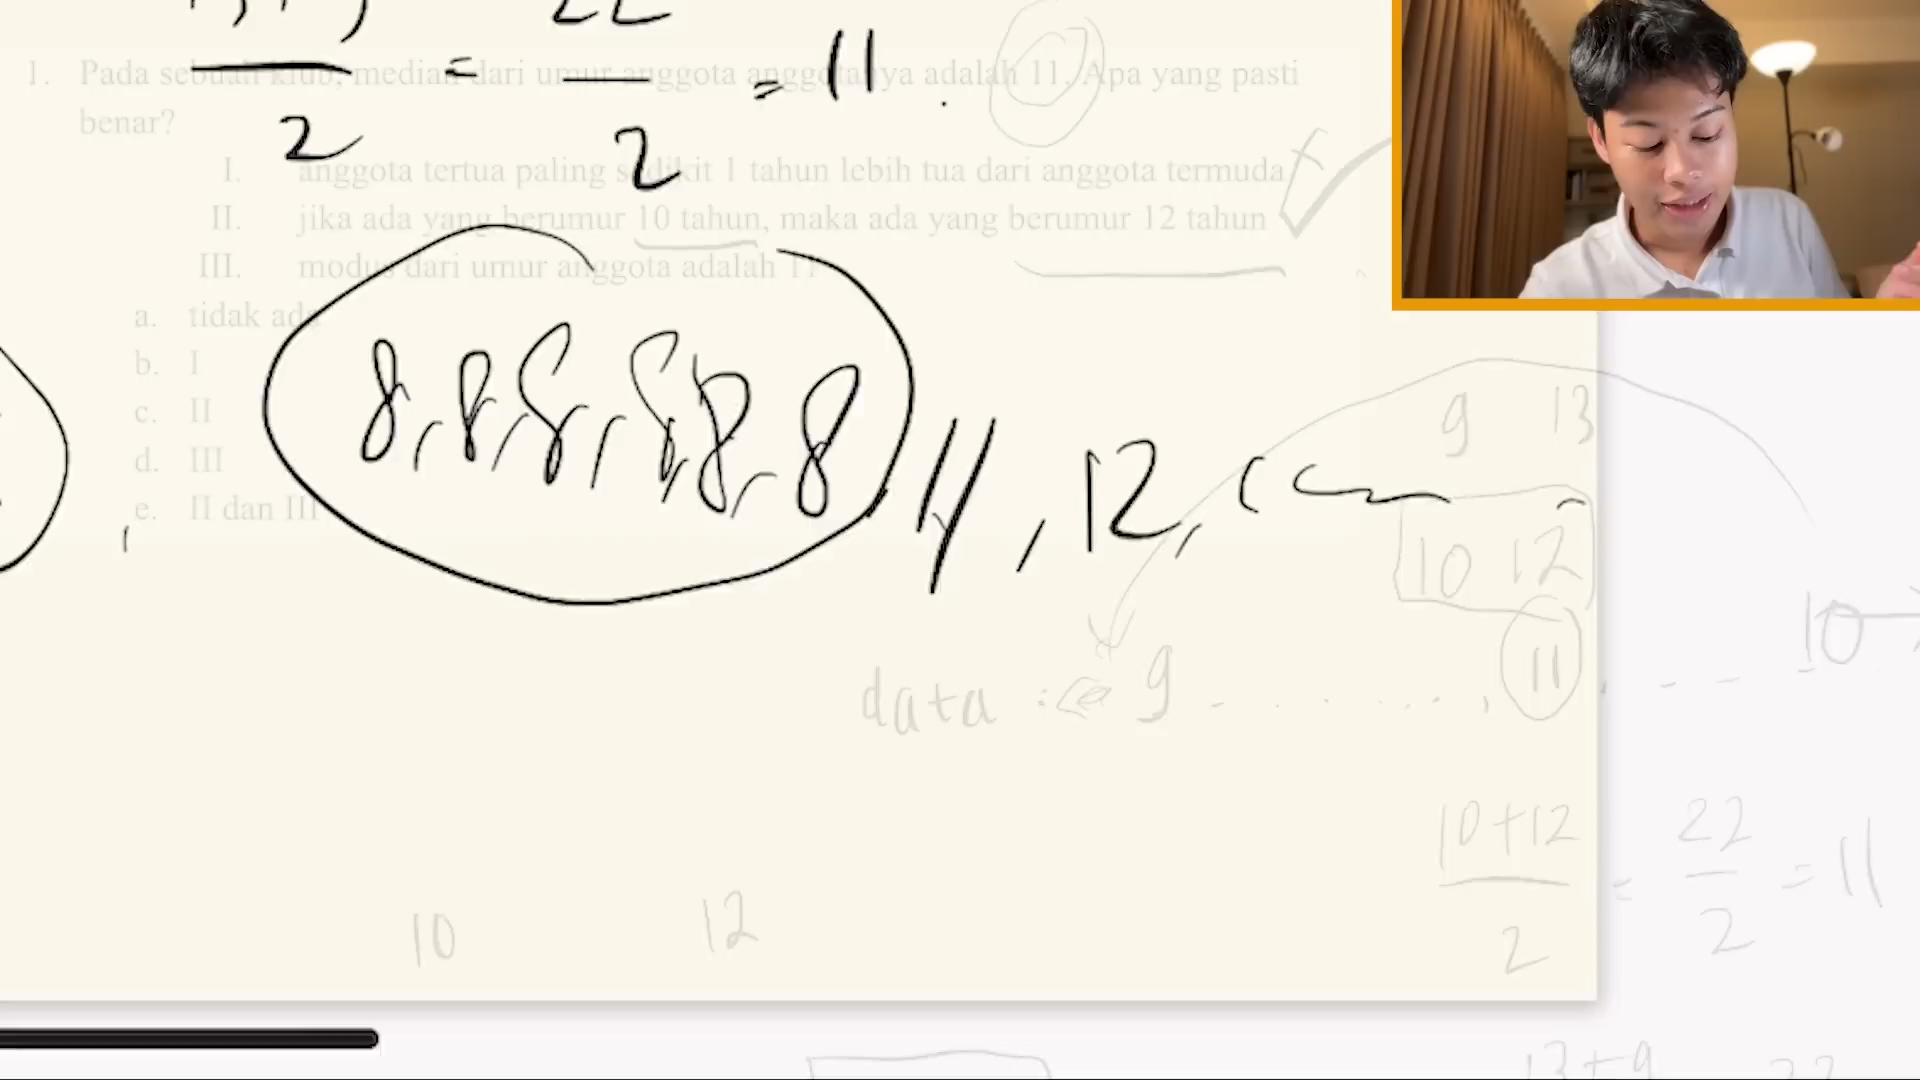 22
= = 11 .
2 2
1. Pada sebuah klub, median dari umur anggota anggotanya adalah 11. Apa yang pasti
benar?
I. anggota tertua paling sedikit 1 tahun lebih tua dari anggota termuda
II. jika ada yang berumur 10 tahun, maka ada yang berumur 12 tahun
III. modus dari umur anggota adalah 11
a. tidak ada
b. I
c. II
d. III
e. II dan III
8, 8, 8, 8, 8, 8 11, 12,
9 13
10 12
11
10
data : 9
10+12 = 22 = 11
2 2
10 12
13+9 22